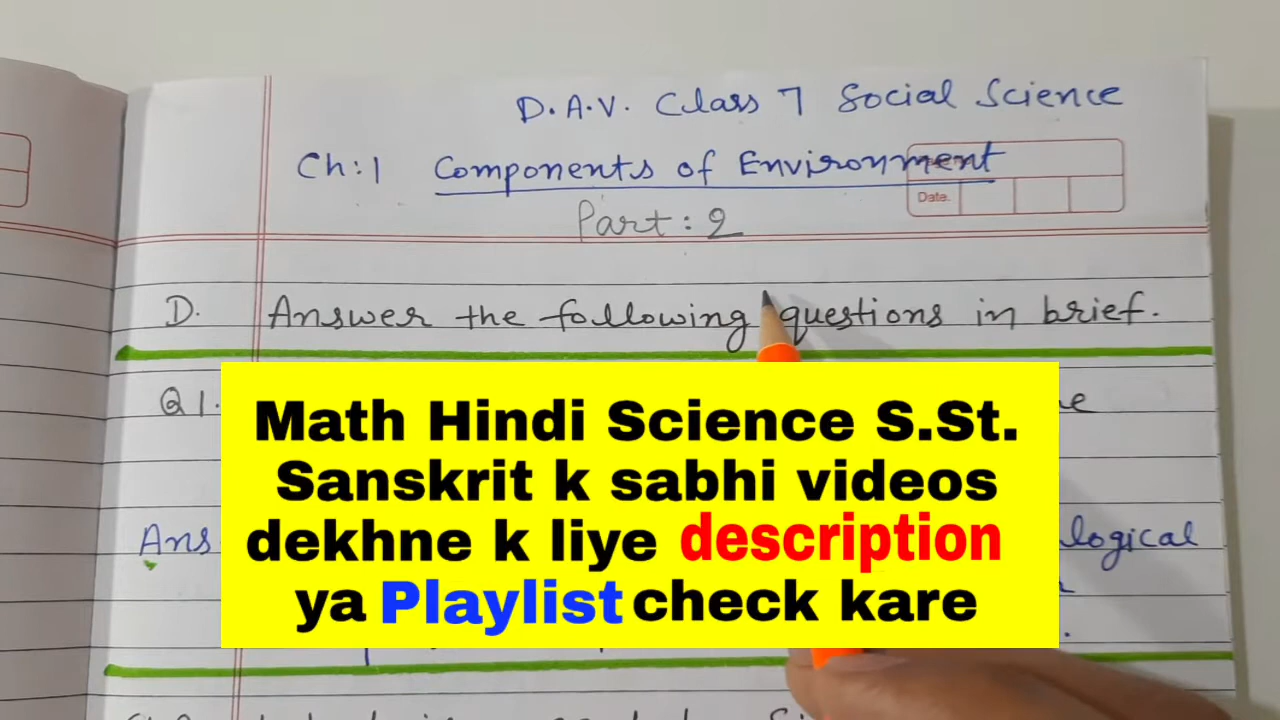 D.A.V. Class 7 Social Science
Ch:1 Components of Environment
Date.
Part: 2
D. Answer the following questions in brief.
Q1.
Math Hindi Science S.St.
Sanskrit k sabhi videos
dekhne k liye description
ya Playlist check kare
Ans
logical